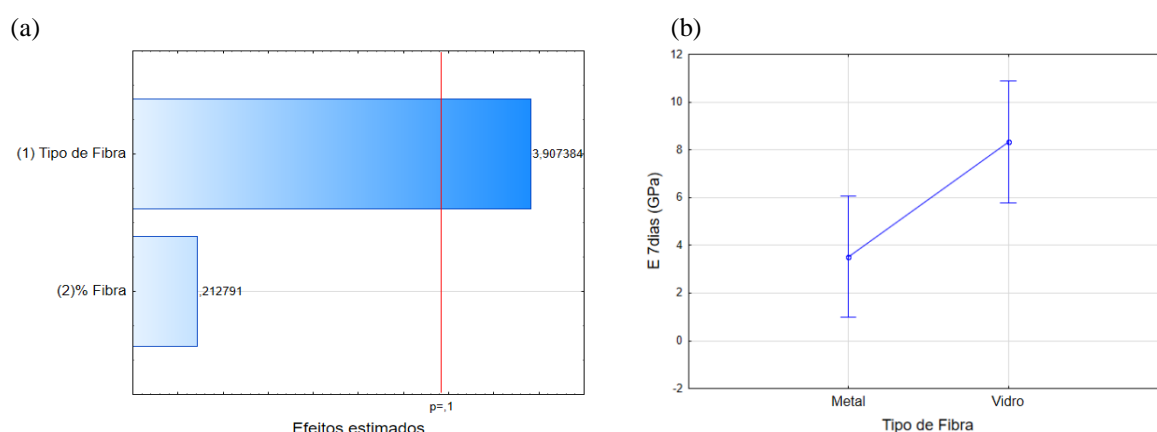 (a)
(1) Tipo de Fibra
3,907384
(2)% Fibra
,212791
p=,1
Efeitos estimados
(b)
12
10
8
6
4
2
0
-2
E 7dias (GPa)
Metal
Vidro
Tipo de Fibra